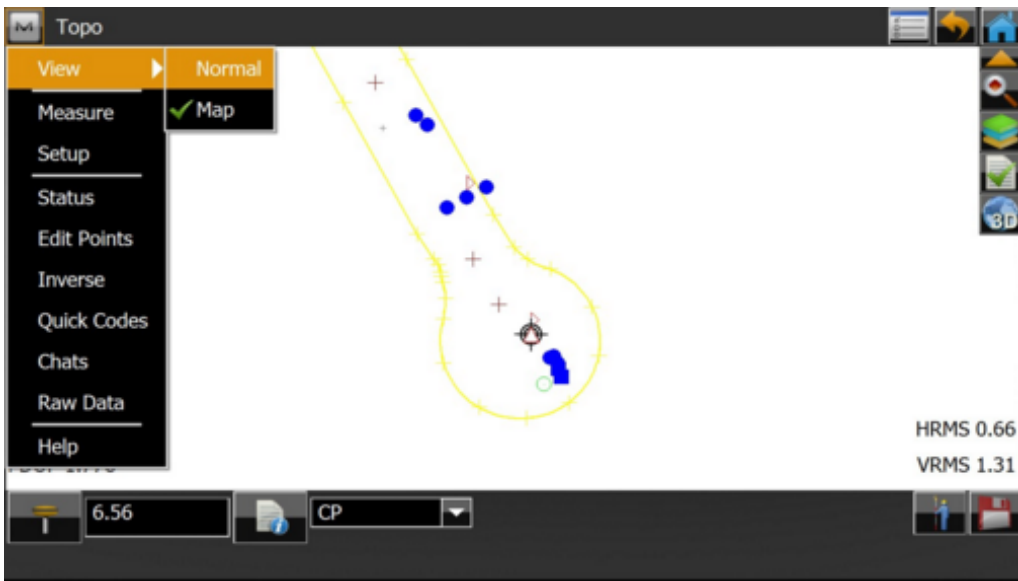 Topo
View
Normal
Map
Measure
Setup
Status
Edit Points
Inverse
Quick Codes
Chats
Raw Data
Help
3D
HRMS 0.66
VRMS 1.31
6.56
CP